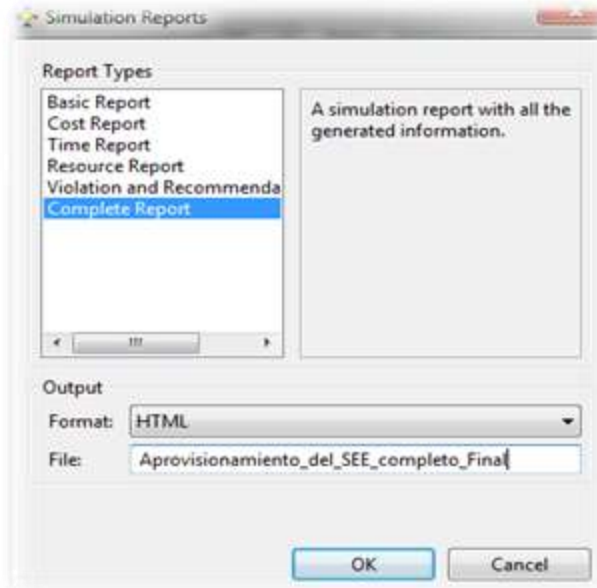 Simulation Reports
Report Types
Basic Report
Cost Report
Time Report
Resource Report
Violation and Recommenda
Complete Report
A simulation report with all the
generated information.
Output
Format: HTML
File: Aprovisionamiento_del_SEE_completo_Final
OK Cancel